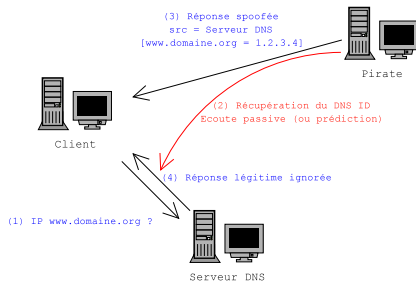 (3) Réponse spoofée
src = Serveur DNS
[www.domaine.org = 1.2.3.4]
Pirate
(2) Récupération du DNS ID
Ecoute passive (ou prédiction)
Client
(4) Réponse légitime ignorée
(1) IP www.domaine.org ?
Serveur DNS